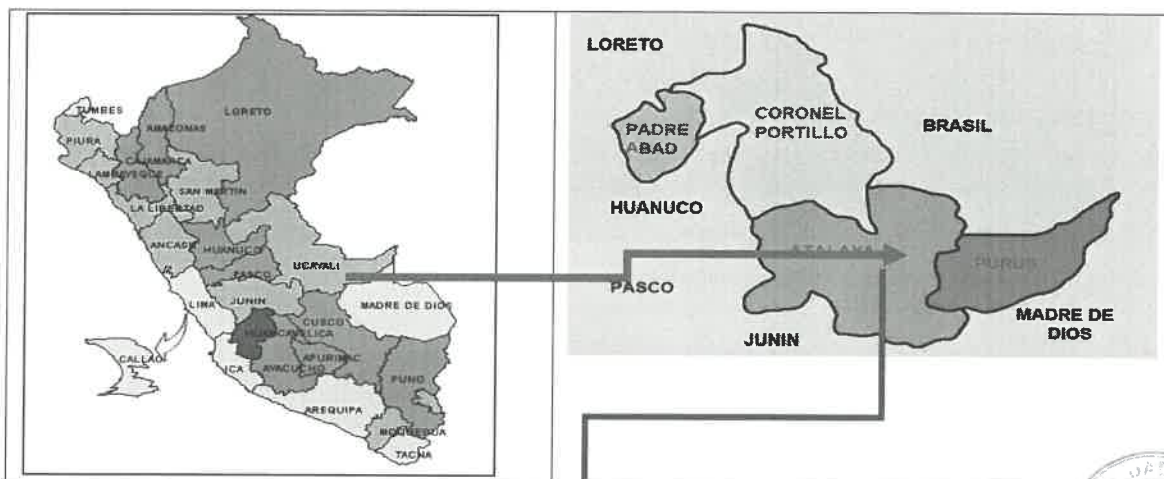 TUMBES
LORETO
PIURA
AMAZONAS
CAJAMARCA
LAMBAYEQUE
SAN MARTIN
LA LIBERTAD
ANCASH
HUANUCO
UCAYALI
PASCO
LIMA
JUNIN
MADRE DE DIOS
CUSCO
HUANCAVELICA
CALLAO
ICA
AYACUCHO
APURIMAC
PUNO
AREQUIPA
MOQUEGUA
TACNA
LORETO
CORONEL
PORTILLO
PADRE
ABAD
BRASIL
HUANUCO
ATALAYA
PURUS
PASCO
MADRE DE
DIOS
JUNIN